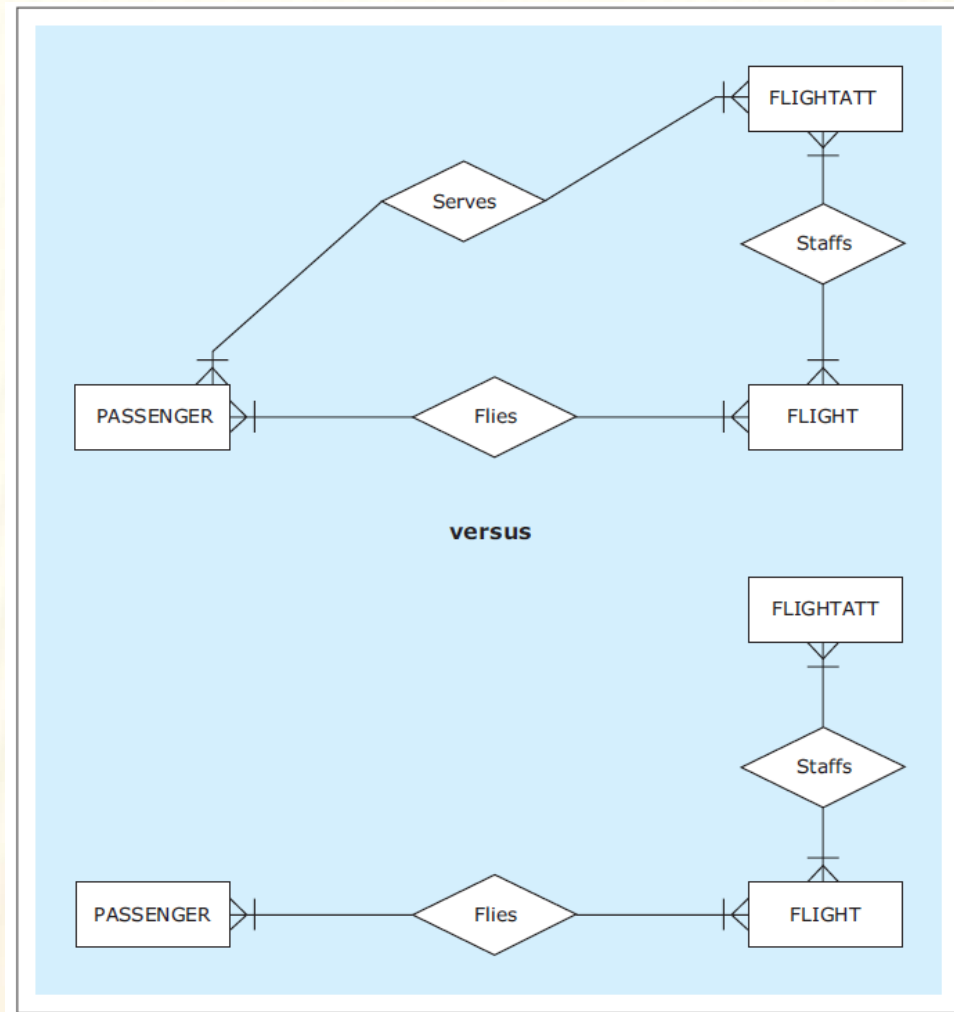 FLIGHTATT
Serves
Staffs
PASSENGER
Flies
FLIGHT
versus
FLIGHTATT
Staffs
PASSENGER
Flies
FLIGHT